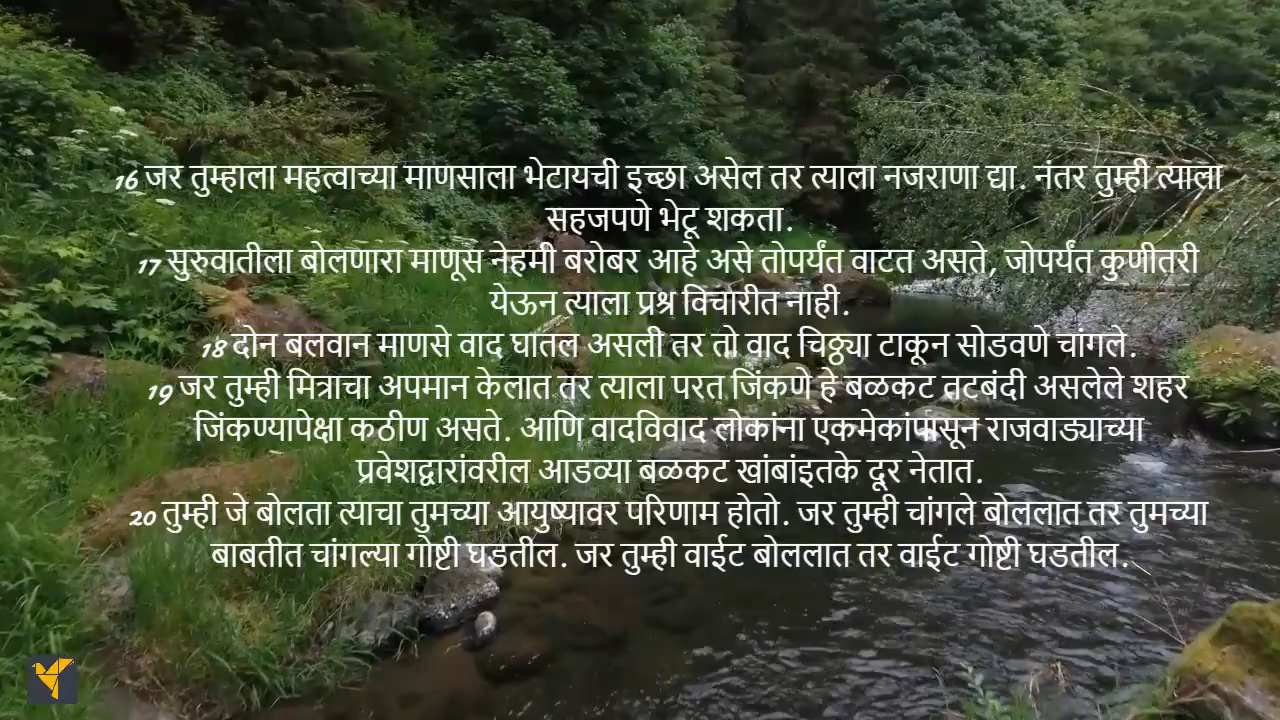 16 जर तुम्हाला महत्वाच्या माणसाला भेटायची इच्छा असेल तर त्याला नजराणा द्या. नंतर तुम्ही त्याला
सहजपणे भेटू शकता.
17 सुरुवातीला बोलणारा माणूस नेहमी बरोबर आहे असे तोपर्यंत वाटत असते, जोपर्यंत कुणीतरी
येऊन त्याला प्रश्न विचारीत नाही.
18 दोन बलवान माणसे वाद घातल असली तर तो वाद चिठ्ठ्या टाकून सोडवणे चांगले.
19 जर तुम्ही मित्राचा अपमान केलात तर त्याला परत जिंकणे हे बळकट तटबंदी असलेले शहर
जिंकण्यापेक्षा कठीण असते. आणि वादविवाद लोकांना एकमेकांपासून राजवाड्याच्या
प्रवेशद्वारांवरील आडव्या बळकट खांबांइतके दूर नेतात.
20 तुम्ही जे बोलता त्याचा तुमच्या आयुष्यावर परिणाम होतो. जर तुम्ही चांगले बोललात तर तुमच्या
बाबतीत चांगल्या गोष्टी घडतील. जर तुम्ही वाईट बोललात तर वाईट गोष्टी घडतील.